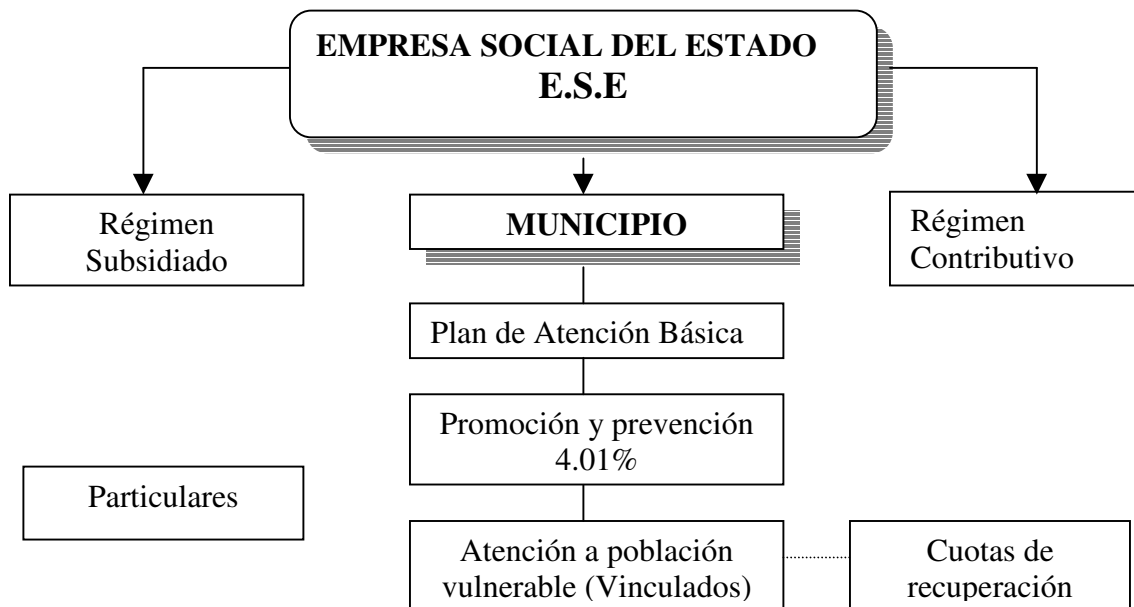 EMPRESA SOCIAL DEL ESTADO
E.S.E
Régimen
Subsidiado
MUNICIPIO
Régimen
Contributivo
Plan de Atención Básica
Promoción y prevención
4.01%
Particulares
Atención a población
vulnerable (Vinculados)
Cuotas de
recuperación